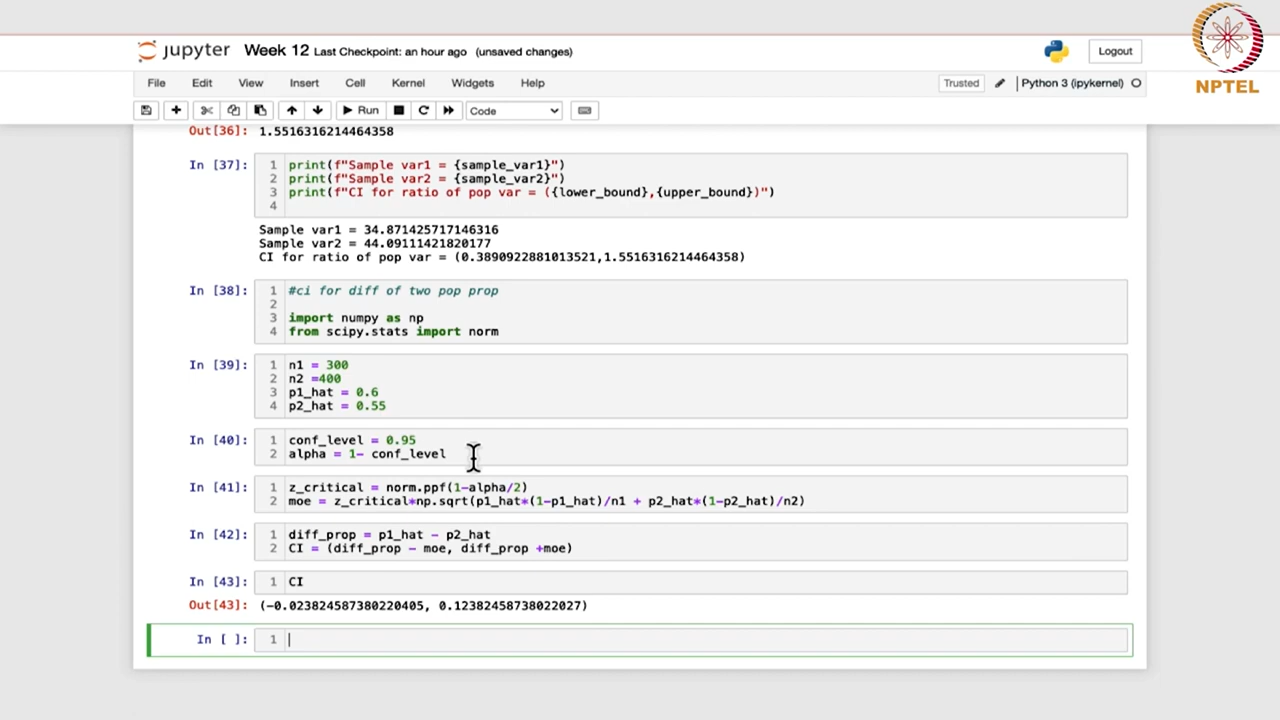 jupyter Week 12 Last Checkpoint: an hour ago (unsaved changes) Logout
NPTEL
File Edit View Insert Cell Kernel Widgets Help Trusted Python 3 (ipykernel)
Run Code
Out[36]: 1.5516316214464358
In [37]: 1 print(f"Sample var1 = {sample_var1}")
2 print(f"Sample var2 = {sample_var2}")
3 print(f"CI for ratio of pop var = ({lower_bound},{upper_bound})")
4
Sample var1 = 34.871425717146316
Sample var2 = 44.09111421820177
CI for ratio of pop var = (0.3890922881013521,1.5516316214464358)
In [38]: 1 #ci for diff of two pop prop
2
3 import numpy as np
4 from scipy.stats import norm
In [39]: 1 n1 = 300
2 n2 =400
3 p1_hat = 0.6
4 p2_hat = 0.55
In [40]: 1 conf_level = 0.95
2 alpha = 1- conf_level
In [41]: 1 z_critical = norm.ppf(1-alpha/2)
2 moe = z_critical*np.sqrt(p1_hat*(1-p1_hat)/n1 + p2_hat*(1-p2_hat)/n2)
In [42]: 1 diff_prop = p1_hat - p2_hat
2 CI = (diff_prop - moe, diff_prop +moe)
In [43]: 1 CI
Out[43]: (-0.023824587380220405, 0.12382458738022027)
In [ ]: 1